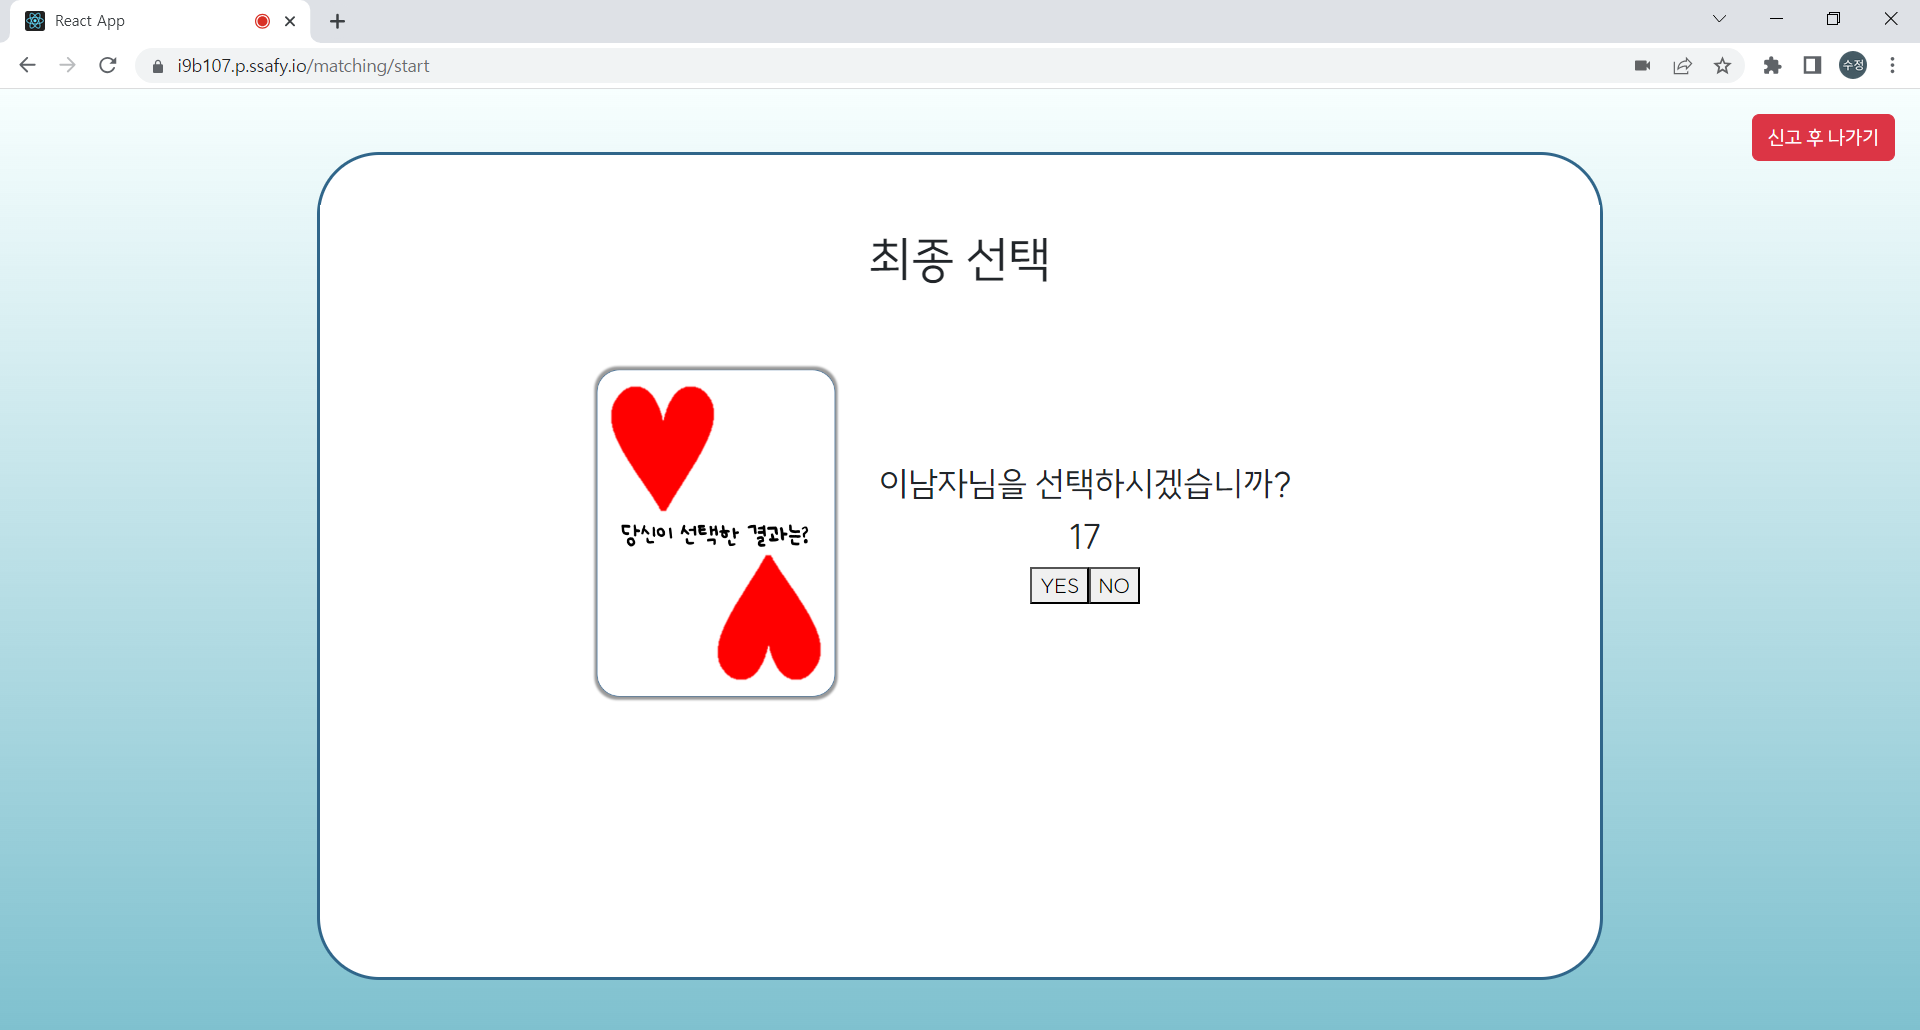 React App
i9b107.p.ssafy.io/matching/start
수정
신고 후 나가기
최종 선택
당신이 선택한 결과는?
이남자님을 선택하시겠습니까?
17
YES NO